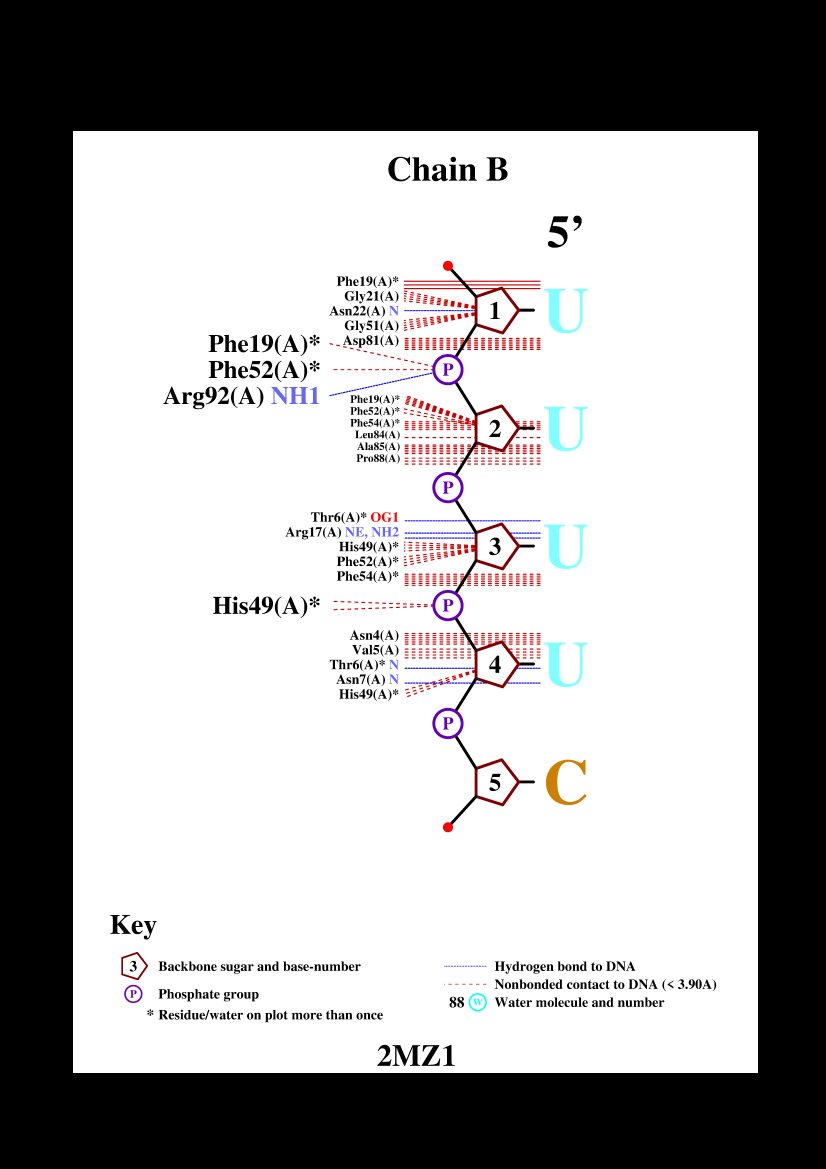 Chain B
5’
Phe19(A)*
Gly21(A)
Asn22(A) N
1
U
Gly51(A)
Asp81(A)
Phe19(A)*
Phe52(A)*
P
Arg92(A) NH1
Phe19(A)*
Phe52(A)*
Phe54(A)*
2
U
Leu84(A)
Ala85(A)
Pro88(A)
P
Thr6(A)* OG1
Arg17(A) NE, NH2
His49(A)*
3
U
Phe52(A)*
Phe54(A)*
His49(A)*
P
Asn4(A)
Val5(A)
Thr6(A)* N
4
U
Asn7(A) N
His49(A)*
P
5
C
Key
3 Backbone sugar and base-number
P Phosphate group
* Residue/water on plot more than once
Hydrogen bond to DNA
Nonbonded contact to DNA (< 3.90A)
88 W Water molecule and number
2MZ1